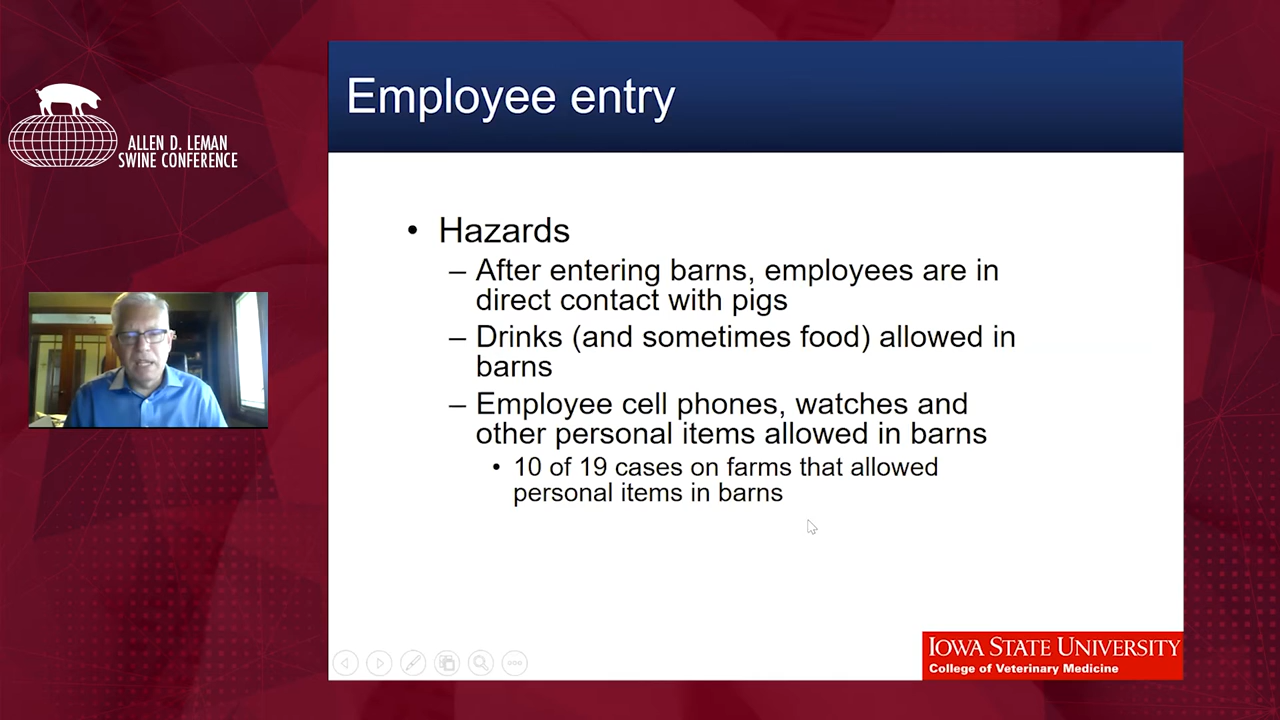 ALLEN D. LEMAN
SWINE CONFERENCE
Employee entry
• Hazards
– After entering barns, employees are in
direct contact with pigs
– Drinks (and sometimes food) allowed in
barns
– Employee cell phones, watches and
other personal items allowed in barns
• 10 of 19 cases on farms that allowed
personal items in barns
IOWA STATE UNIVERSITY
College of Veterinary Medicine